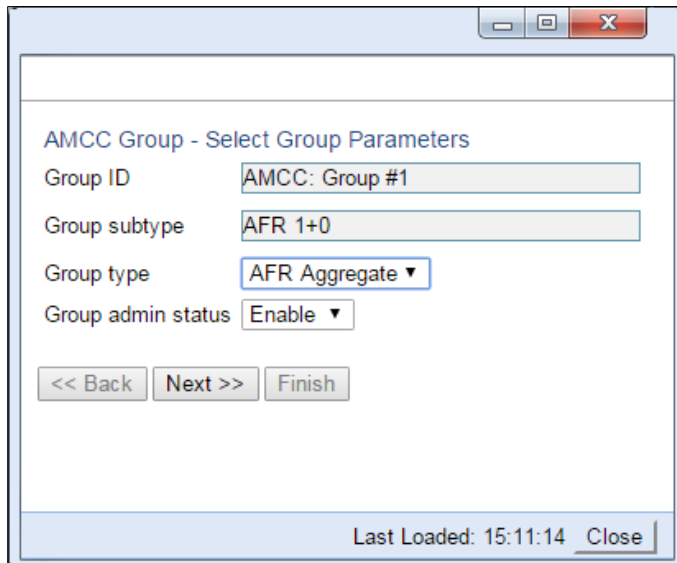 AMCC Group - Select Group Parameters
Group ID AMCC: Group #1
Group subtype AFR 1+0
Group type AFR Aggregate ▼
Group admin status Enable ▼
<< Back Next >> Finish
Last Loaded: 15:11:14 Close